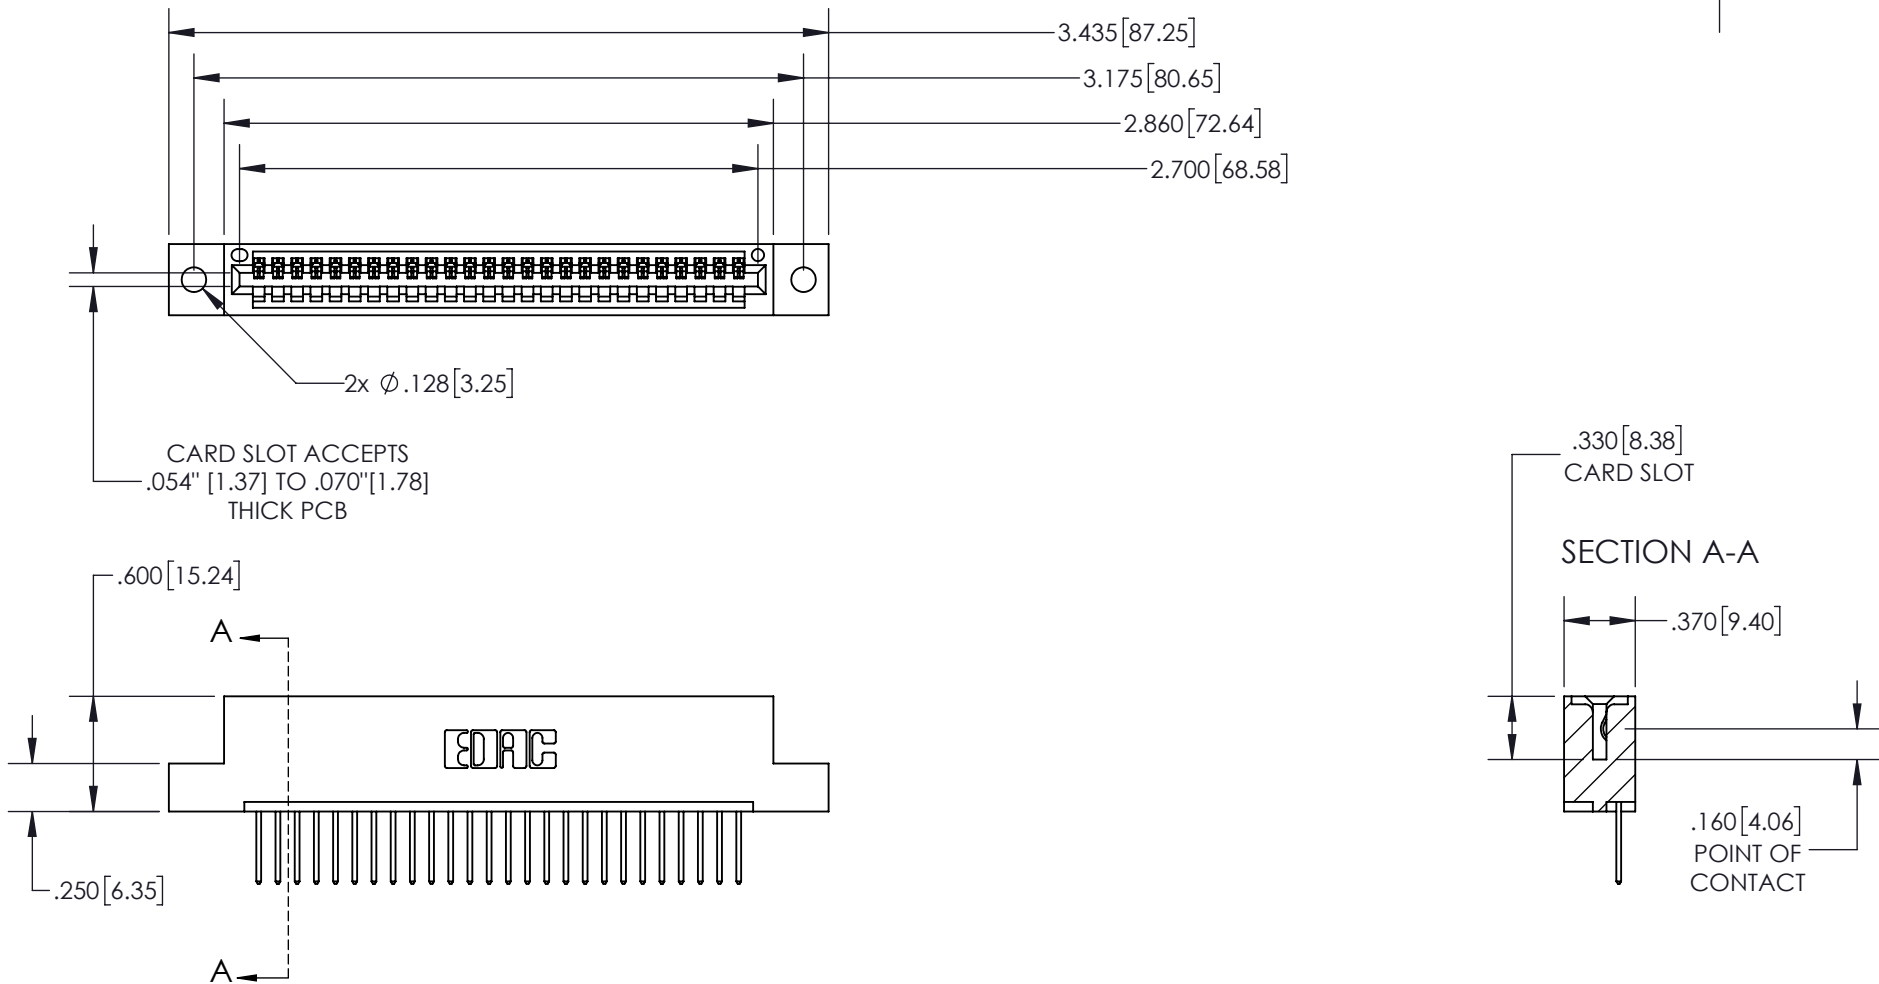 3.435[87.25]
3.175[80.65]
2.860[72.64]
2.700[68.58]
2x Ø.128[3.25]
CARD SLOT ACCEPTS
.054" [1.37] TO .070"[1.78]
THICK PCB
.330[8.38]
CARD SLOT
SECTION A-A
.600[15.24]
.370[9.40]
A
EDAC
.160[4.06]
POINT OF
CONTACT
.250[6.35]
A